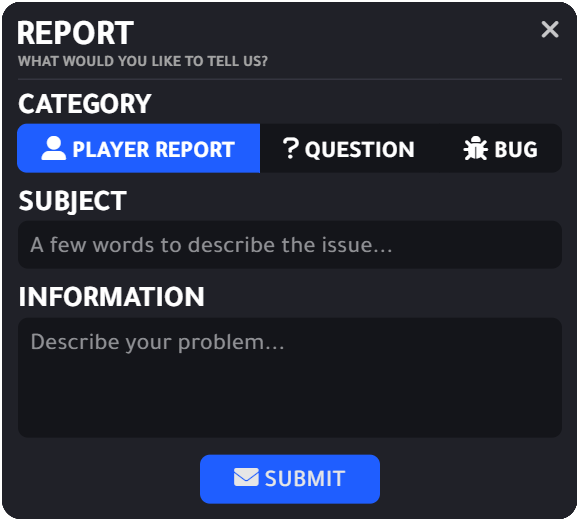 REPORT
WHAT WOULD YOU LIKE TO TELL US?
CATEGORY
PLAYER REPORT ? QUESTION BUG
SUBJECT
A few words to describe the issue...
INFORMATION
Describe your problem...
SUBMIT